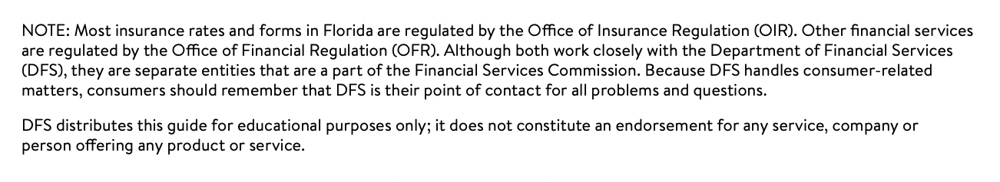 NOTE: Most insurance rates and forms in Florida are regulated by the Office of Insurance Regulation (OIR). Other financial services
are regulated by the Office of Financial Regulation (OFR). Although both work closely with the Department of Financial Services
(DFS), they are separate entities that are a part of the Financial Services Commission. Because DFS handles consumer-related
matters, consumers should remember that DFS is their point of contact for all problems and questions.
DFS distributes this guide for educational purposes only; it does not constitute an endorsement for any service, company or
person offering any product or service.